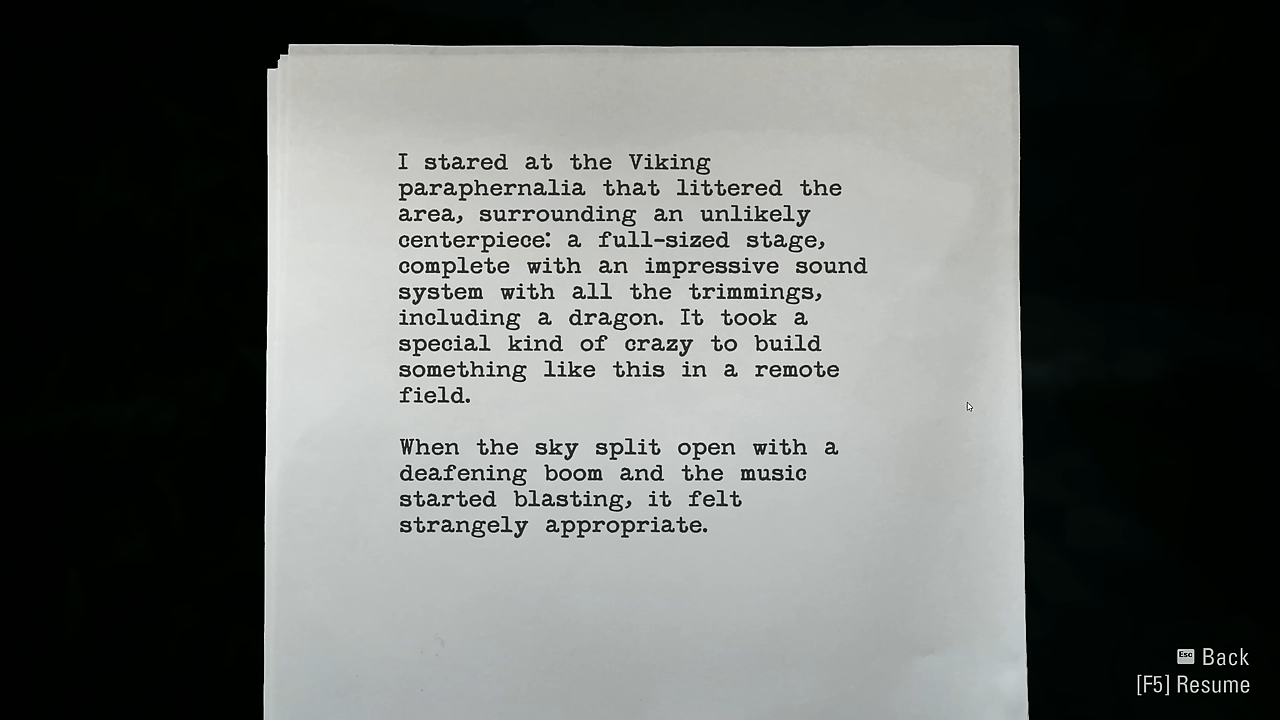 I stared at the Viking
paraphernalia that littered the
area, surrounding an unlikely
centerpiece: a full-sized stage,
complete with an impressive sound
system with all the trimmings,
including a dragon. It took a
special kind of crazy to build
something like this in a remote
field.
When the sky split open with a
deafening boom and the music
started blasting, it felt
strangely appropriate.
Esc Back
[F5] Resume